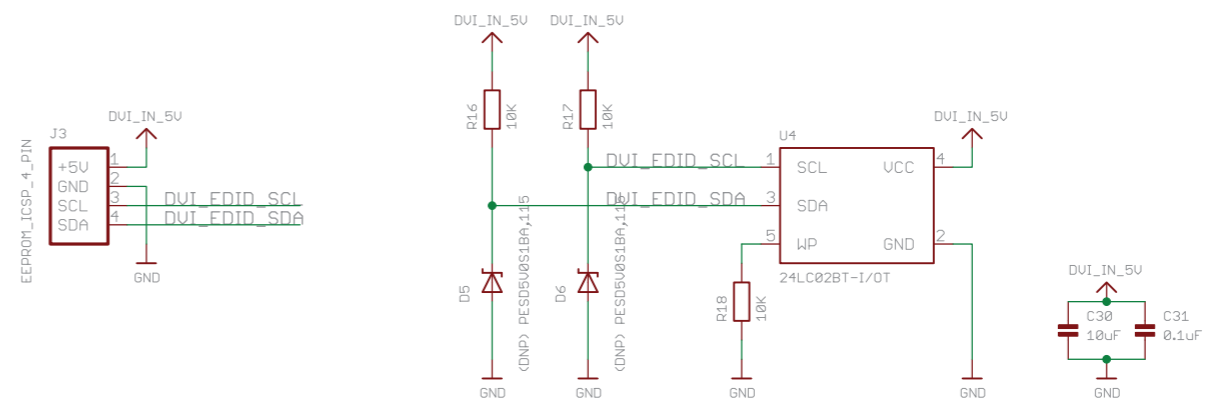 DVI_IN_5V
DVI_IN_5V
R16
10K
R17
10K
DVI_IN_5V
J3
EEPROM_ICSP_4_PIN
+5V
GND
SCL
SDA
1
2
3
4
DVI_EDID_SCL
DVI_EDID_SDA
GND
DVI_EDID_SCL
DVI_EDID_SDA
D5
(DNP) PESD5V0S1BA,115
D6
(DNP) PESD5V0S1BA,115
GND
GND
U4
1
3
5
SCL
SDA
WP
VCC
GND
4
2
24LC02BT-I/OT
DVI_IN_5V
R18
10K
GND
GND
DVI_IN_5V
C30
10uF
C31
0.1uF
GND